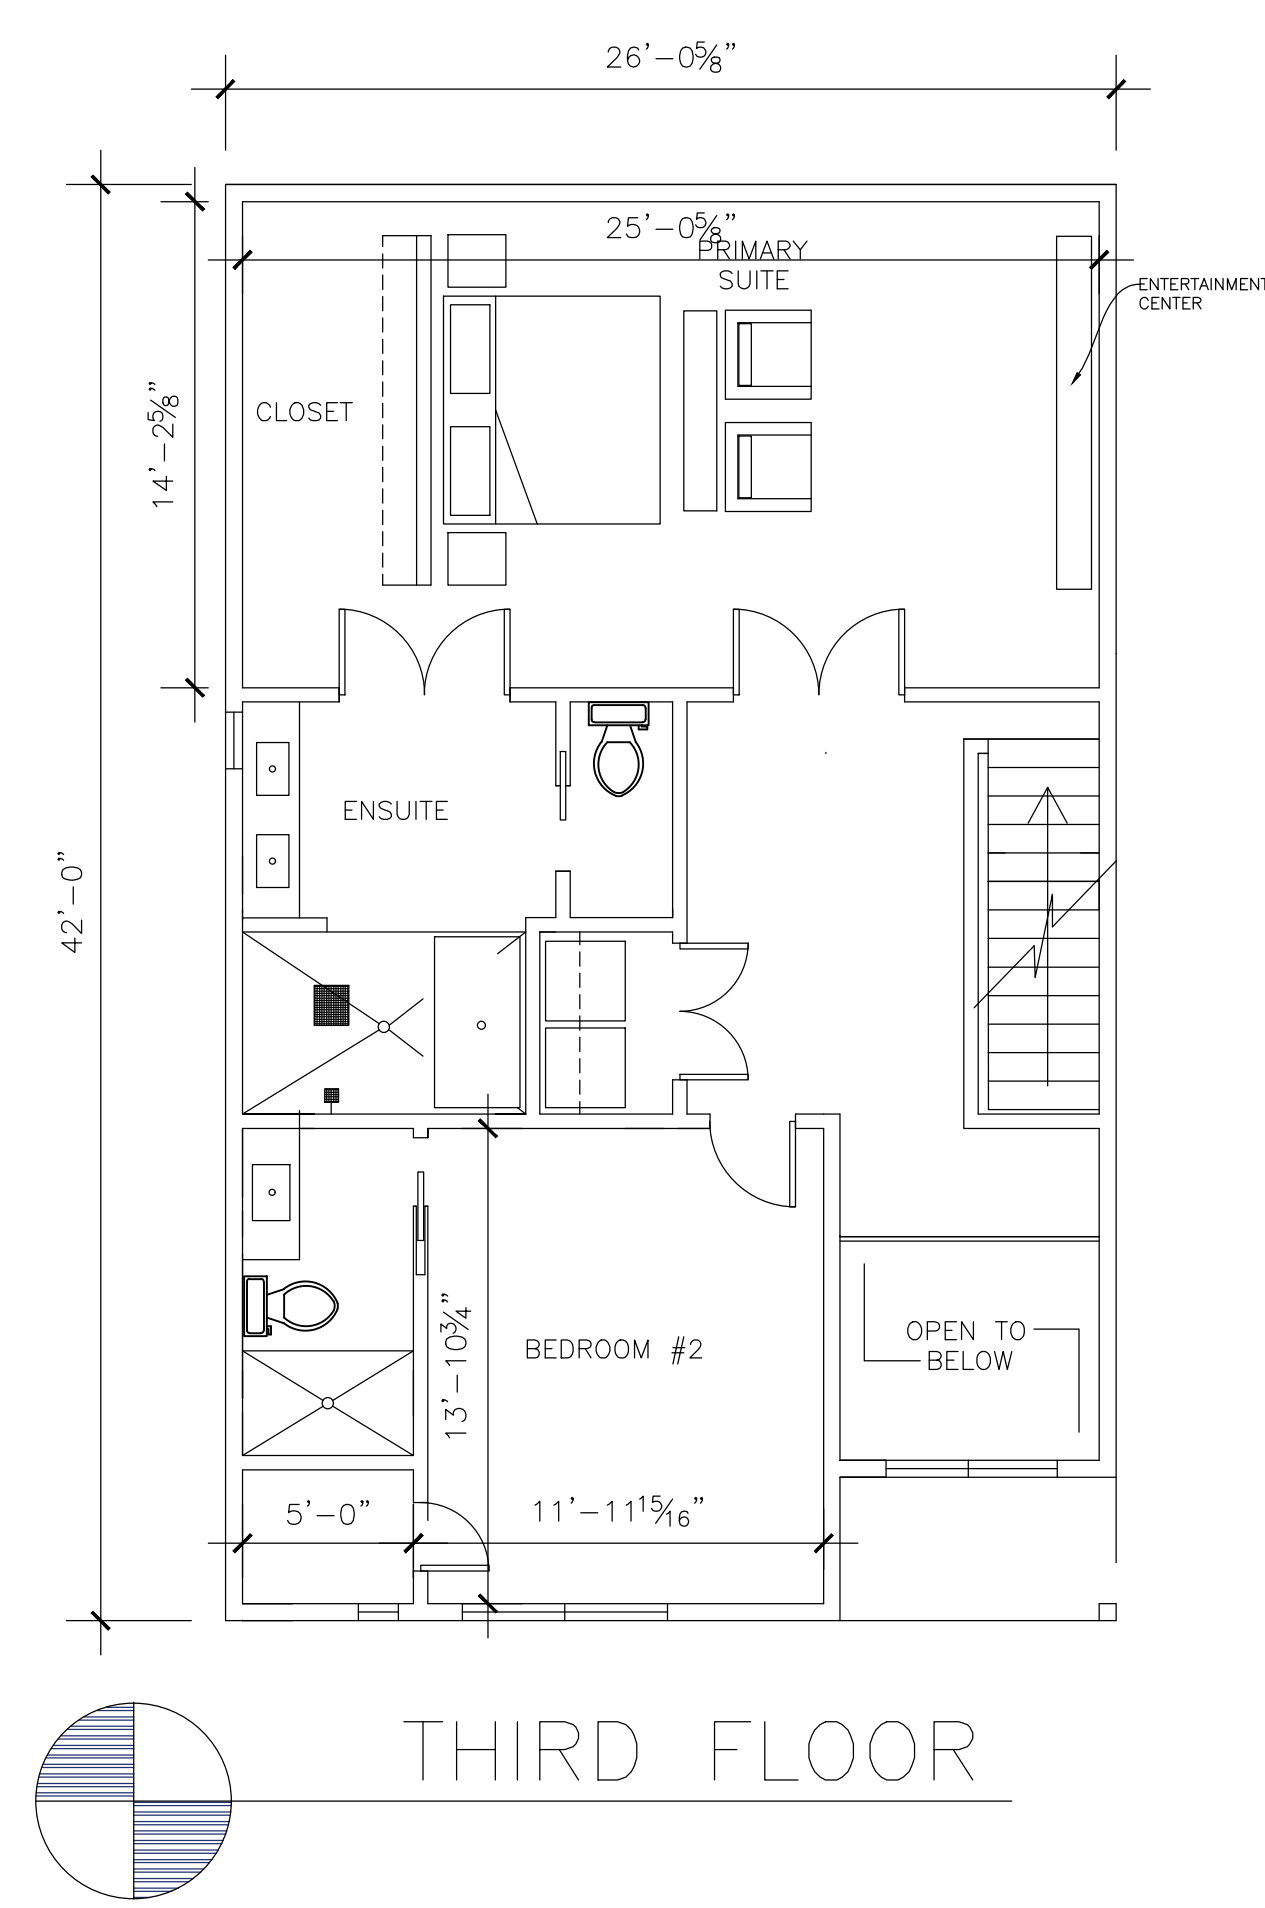 26'-0⅝"
25'-0⅝"
PRIMARY
SUITE
ENTERTAINMENT
CENTER
14'-2⅝"
CLOSET
ENSUITE
42'-0"
13'-10¾"
BEDROOM #2
OPEN TO
BELOW
5'-0"
11'-11 15/16"
THIRD FLOOR